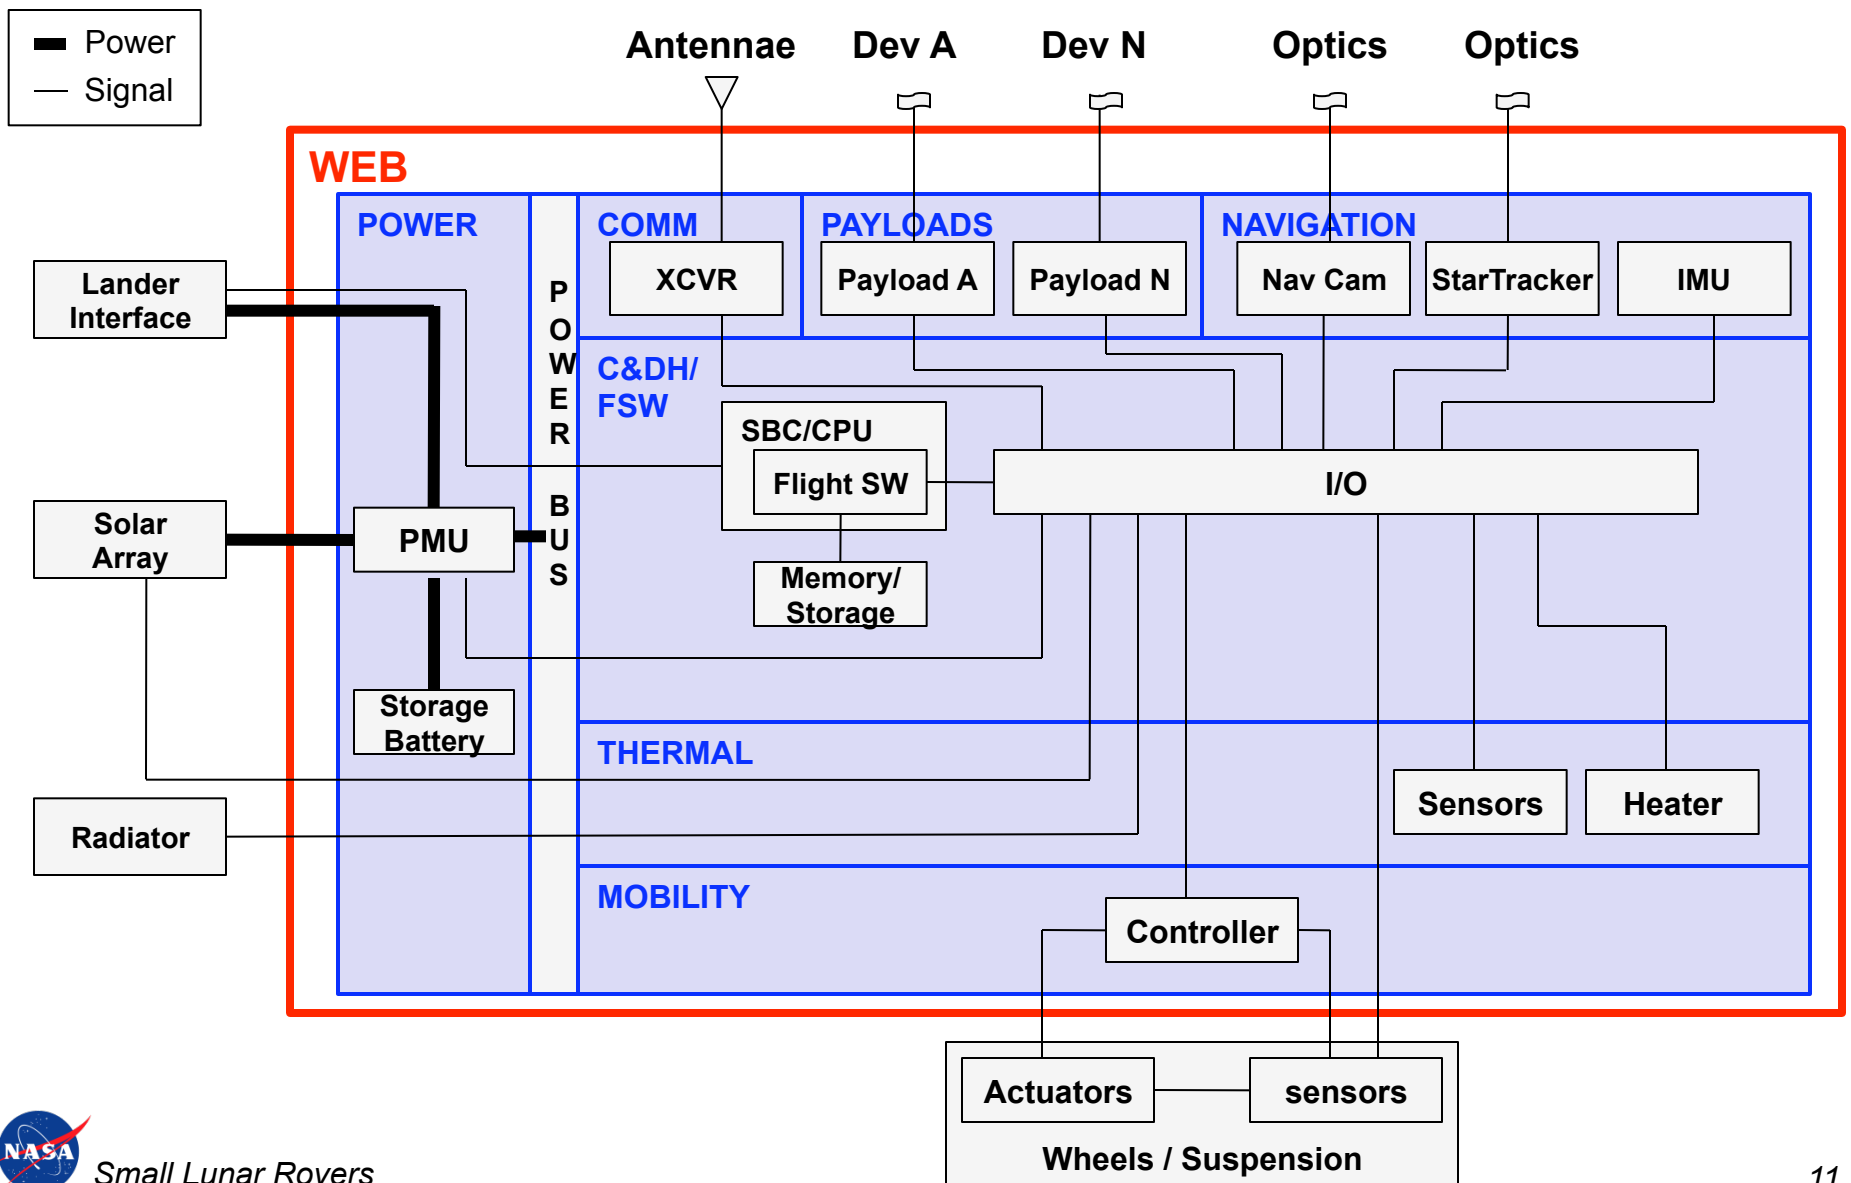 Power
Signal
Antennae
Dev A
Dev N
Optics
Optics
WEB
POWER
COMM
PAYLOADS
NAVIGATION
Lander
Interface
XCVR
Payload A
Payload N
Nav Cam
StarTracker
IMU
POWER BUS
C&DH/
FSW
SBC/CPU
Flight SW
I/O
Solar
Array
PMU
Memory/
Storage
Storage
Battery
THERMAL
Sensors
Heater
Radiator
MOBILITY
Controller
Actuators
sensors
Wheels / Suspension
NASA
Small Lunar Rovers
11